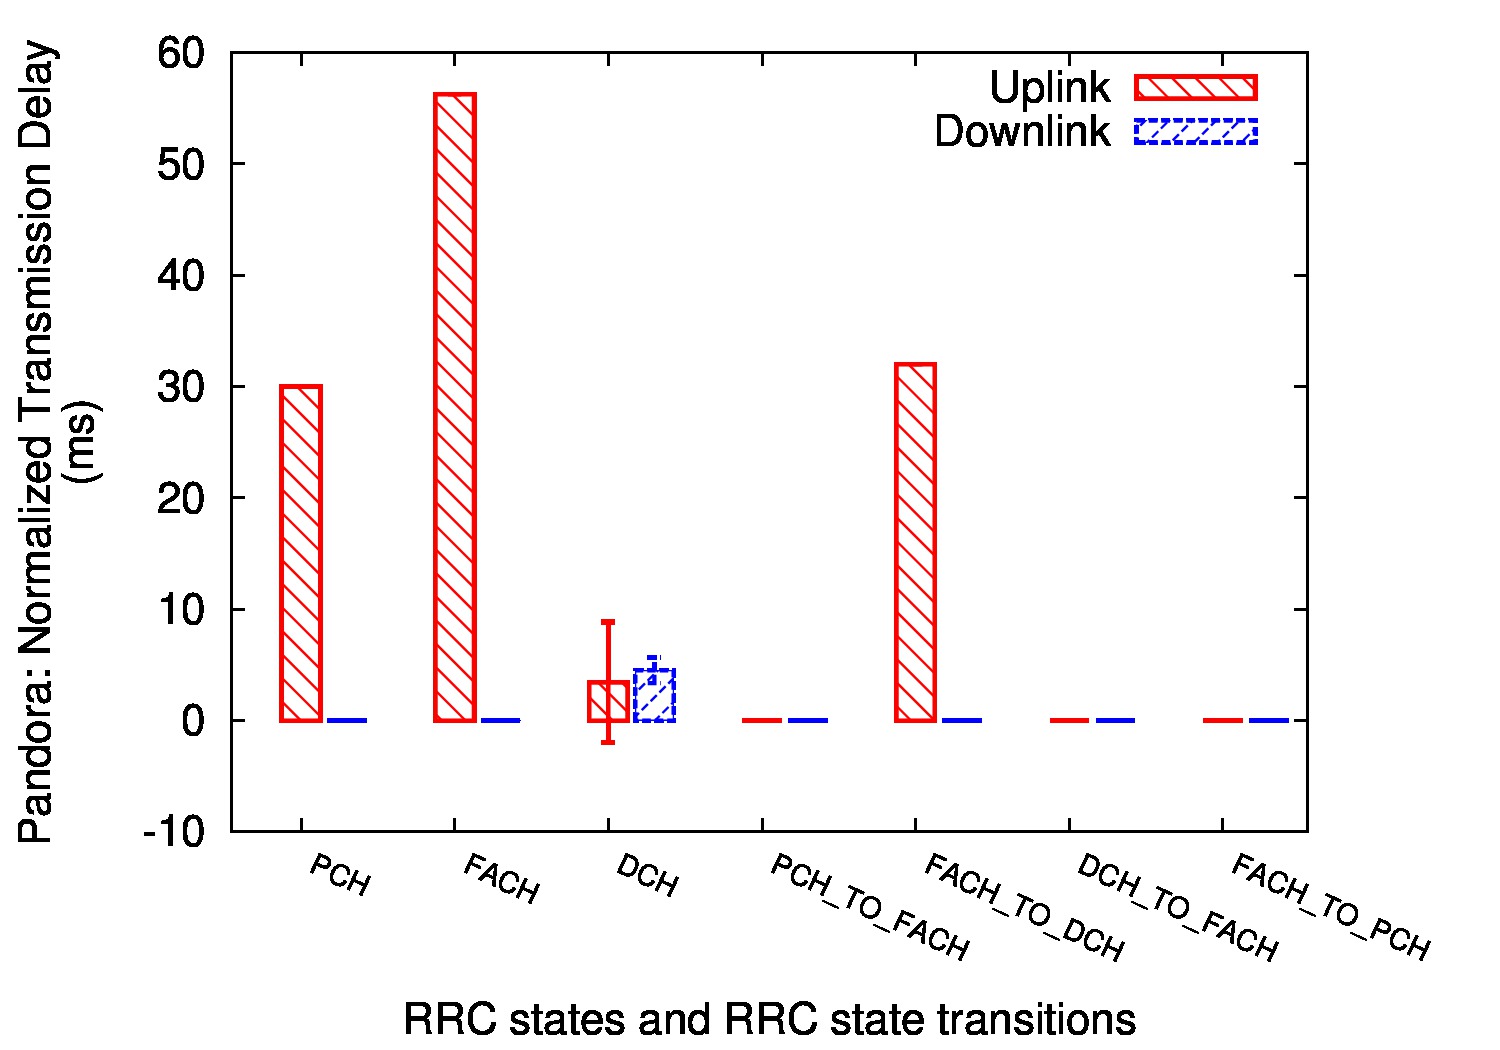 Pandora: Normalized Transmission Delay
(ms)
60
50
40
30
20
10
0
-10
Uplink
Downlink
PCH
FACH
DCH
PCH_TO_FACH
FACH_TO_DCH
DCH_TO_FACH
FACH_TO_PCH
RRC states and RRC state transitions